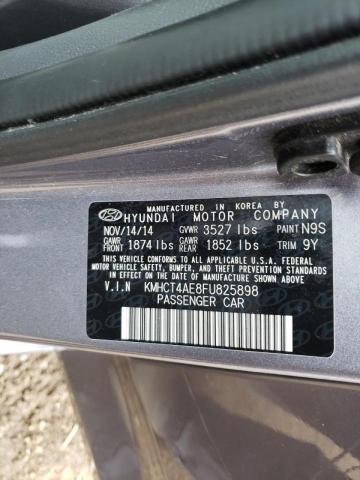 MANUFACTURED IN KOREA BY
HYUNDAI MOTOR COMPANY
NOV/14/14 GVWR 3527 lbs PAINT N9S
GAWR FRONT 1874 lbs GAWR REAR 1852 lbs TRIM 9Y
THIS VEHICLE CONFORMS TO ALL APPLICABLE U.S.A. FEDERAL
SAFETY, BUMPER, AND THEFT PREVENTION STANDARDS IN EFFECT
ON THE DATE OF MANUFACTURE SHOWN ABOVE.
V.I.N KMHCT4AE8FU825898
PASSENGER CAR